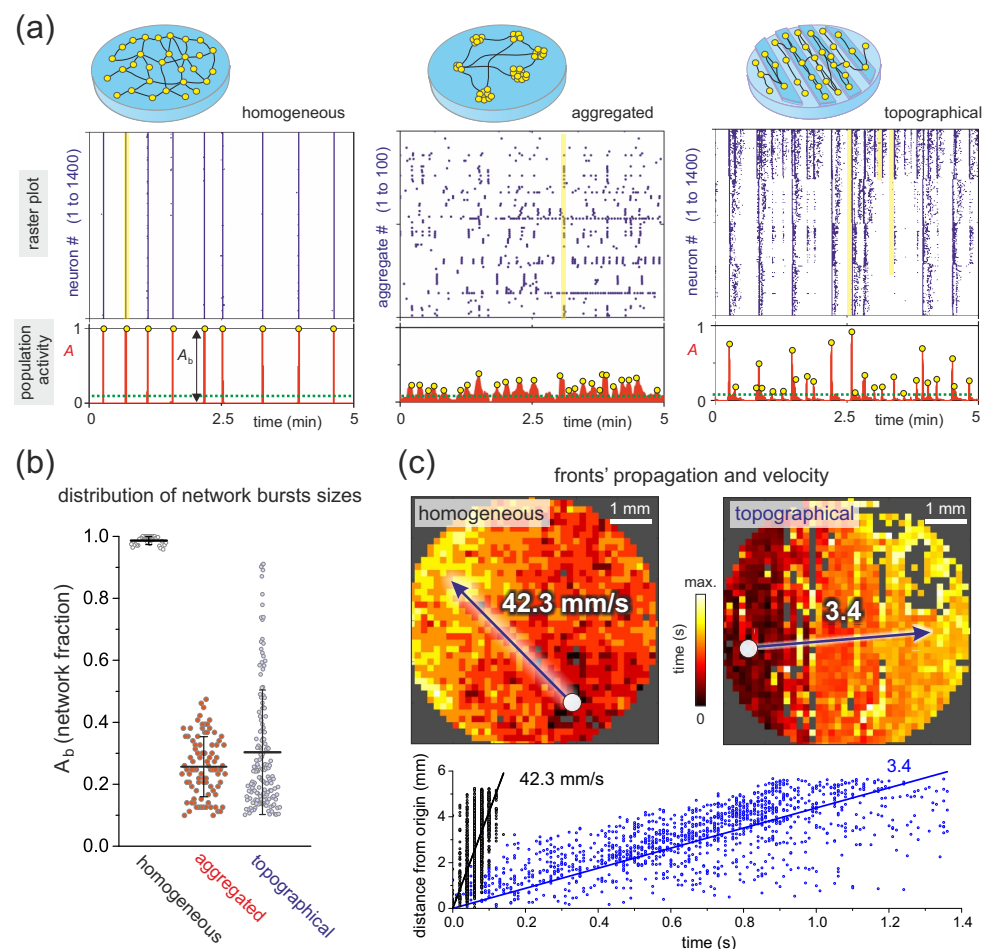 (a)
homogeneous
aggregated
topographical
raster plot
neuron # (1 to 1400)
aggregate # (1 to 100)
neuron # (1 to 1400)
population
activity
A
1
0
A_b
0
2.5
5
time (min)
1
0
0
2.5
5
time (min)
A
1
0
0
2.5
5
time (min)
(b)
distribution of network bursts sizes
A_b (network fraction)
1.0
0.8
0.6
0.4
0.2
0.0
homogeneous
aggregated
topographical
(c)
fronts' propagation and velocity
homogeneous
1 mm
42.3 mm/s
max.
time (s)
0
topographical
1 mm
3.4
distance from origin (mm)
6
4
2
0
42.3 mm/s
3.4
0.0
0.2
0.4
0.6
0.8
1.0
1.2
1.4
time (s)